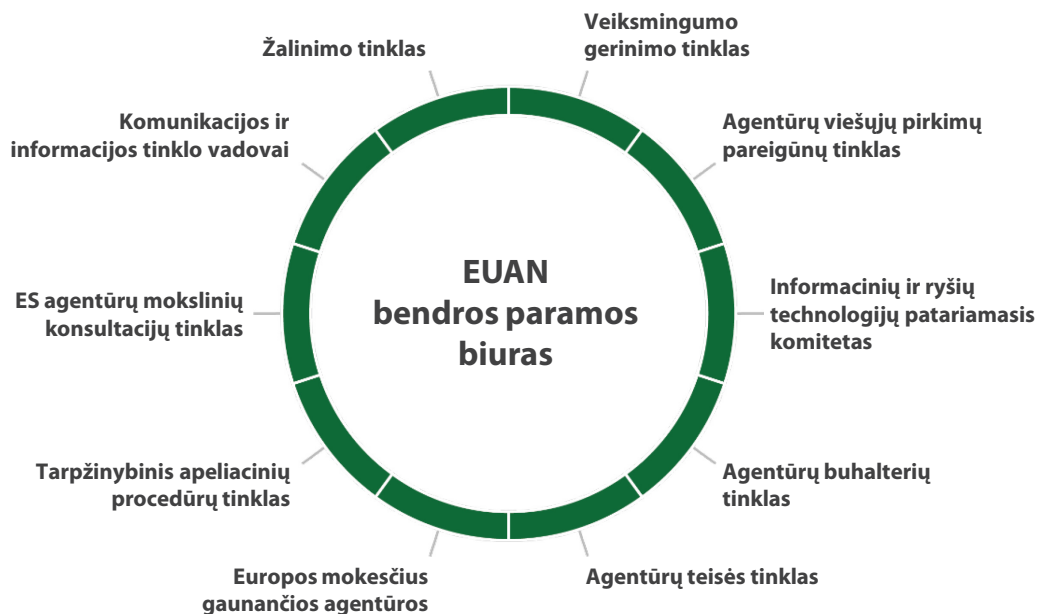 Veiksmingumo
gerinimo tinklas
Agentūrų viešųjų pirkimų
pareigūnų tinklas
Informacinių ir ryšių
technologijų patariamasis
komitetas
Agentūrų buhalterių
tinklas
Agentūrų teisės tinklas
Europos mokesčius
gaunančios agentūros
Tarpžinybinis apeliacinių
procedūrų tinklas
ES agentūrų mokslinių
konsultacijų tinklas
Komunikacijos ir
informacijos tinklo vadovai
Žalinimo tinklas
EUAN
bendros paramos
biuras